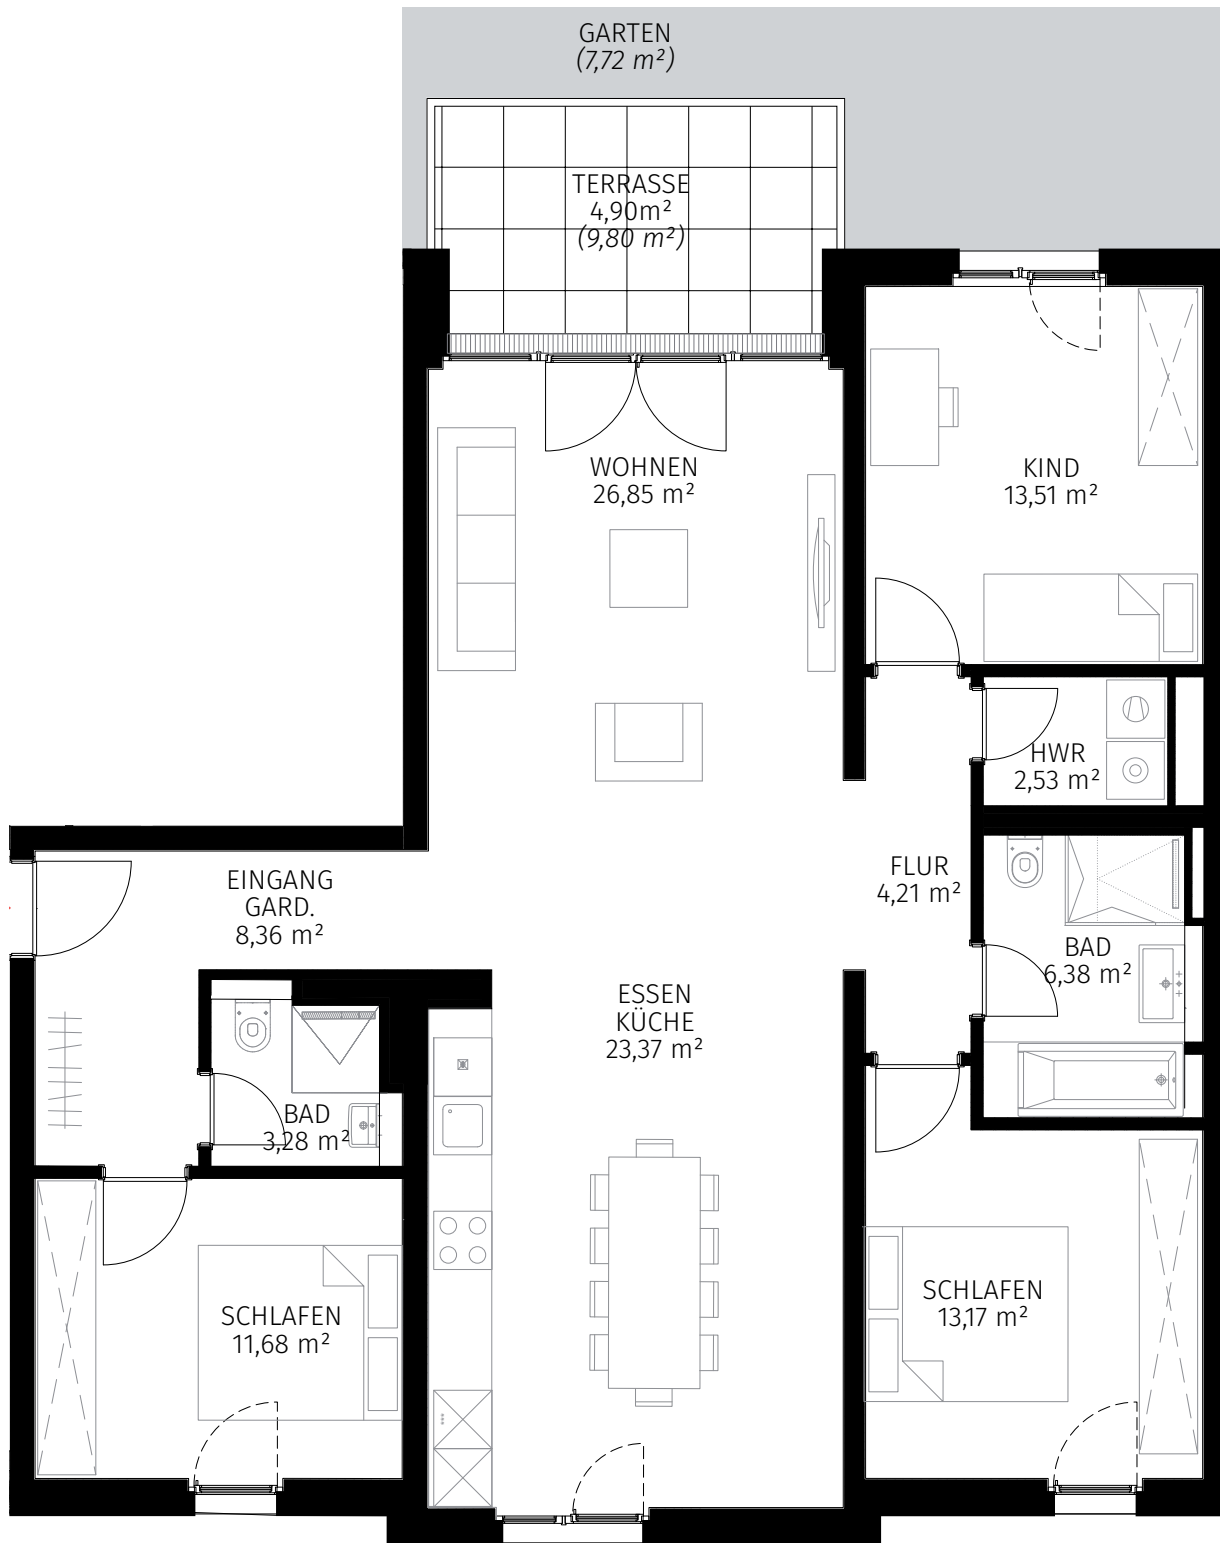 GARTEN
(7,72 m²)
TERRASSE
4,90m²
(9,80 m²)
WOHNEN
26,85 m²
KIND
13,51 m²
HWR
2,53 m²
FLUR
4,21 m²
EINGANG
GARD.
8,36 m²
BAD
6,38 m²
ESSEN
KÜCHE
23,37 m²
BAD
3,28 m²
SCHLAFEN
11,68 m²
SCHLAFEN
13,17 m²